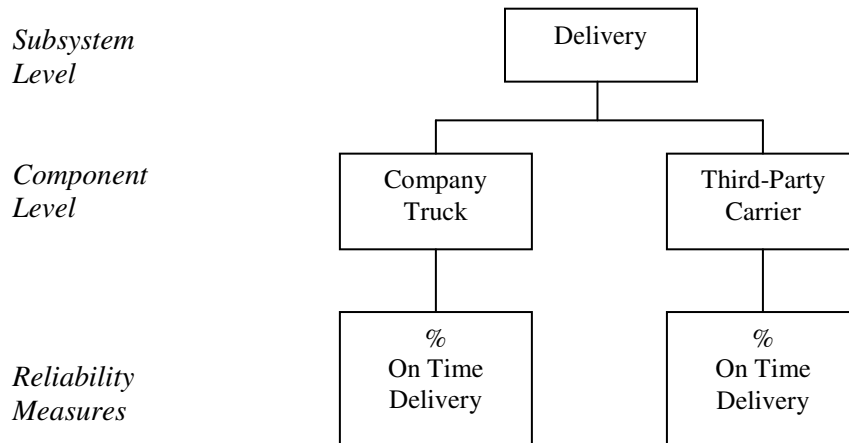 Subsystem
Level
Delivery
Component
Level
Company
Truck
Third-Party
Carrier
Reliability
Measures
%
On Time
Delivery
%
On Time
Delivery